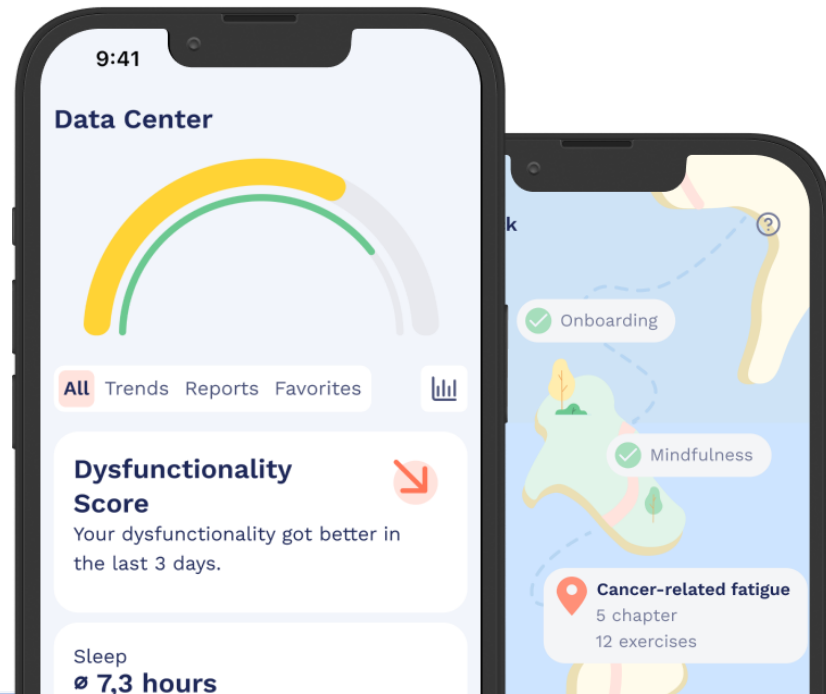 9:41
Data Center
All Trends Reports Favorites
Dysfunctionality
Score
Your dysfunctionality got better in
the last 3 days.
Sleep
ø 7,3 hours
k
?
Onboarding
Mindfulness
Cancer-related fatigue
5 chapter
12 exercises